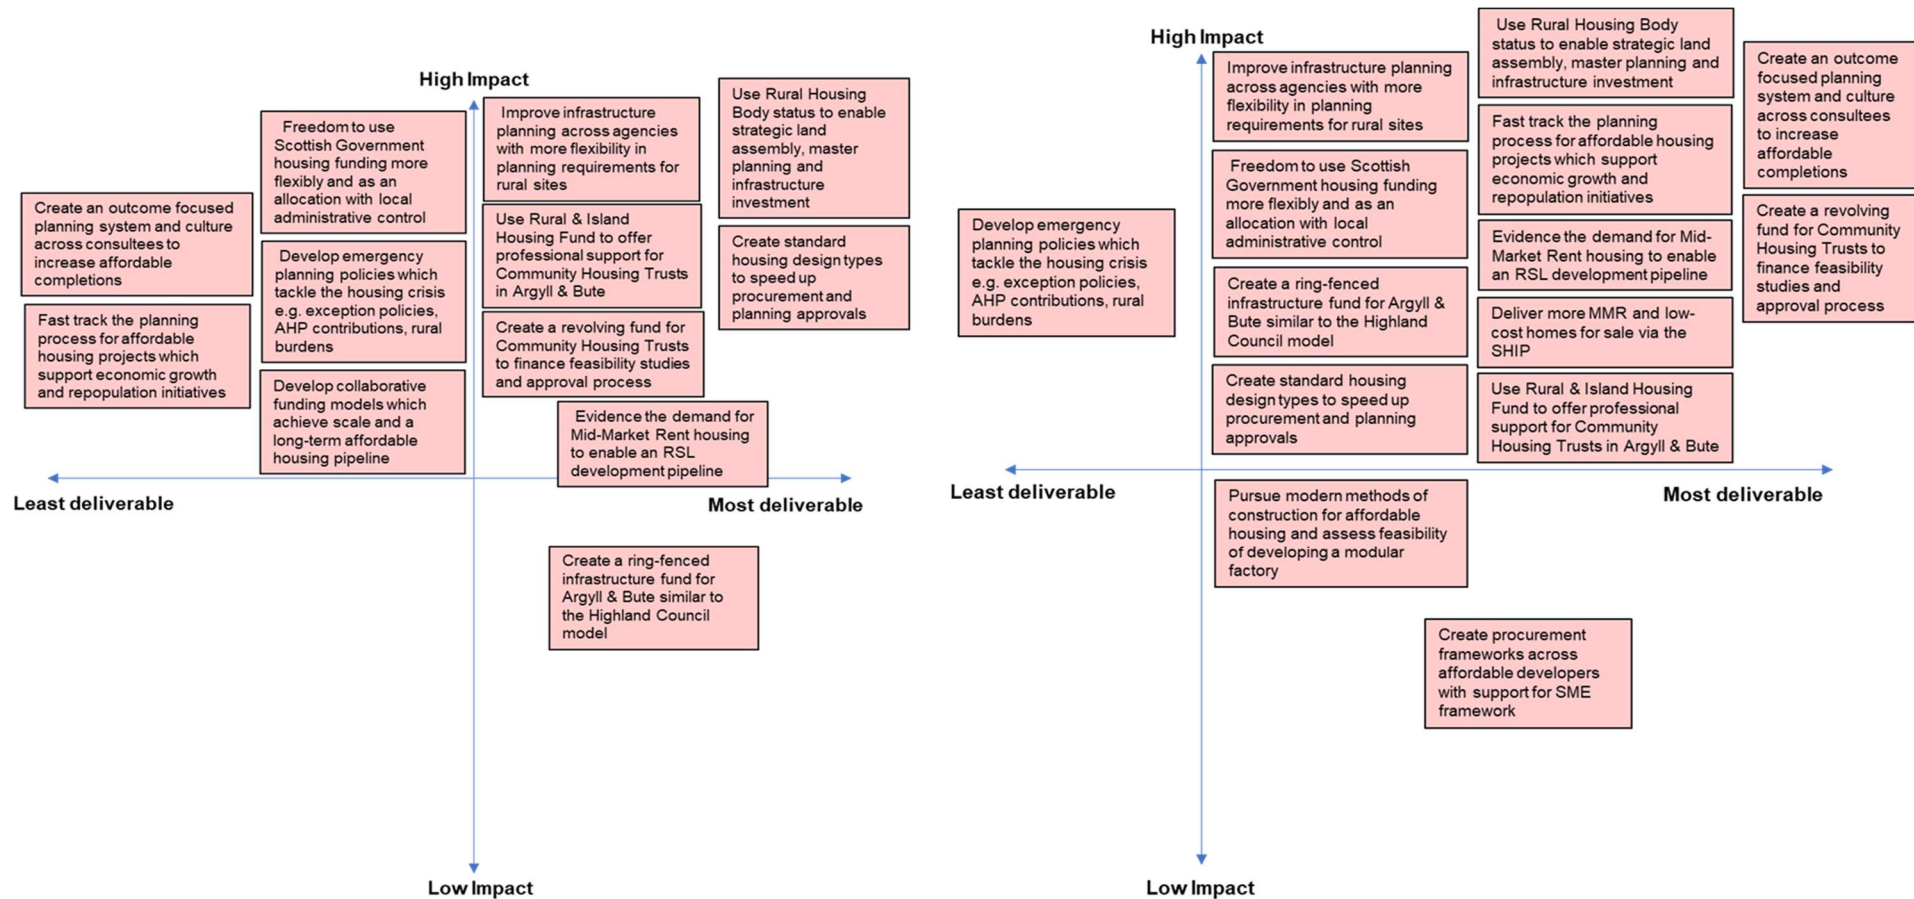 High Impact
Create an outcome focused
planning system and culture
across consultees to
increase affordable
completions
Fast track the planning
process for affordable
housing projects which
support economic growth
and repopulation initiatives
Freedom to use
Scottish Government
housing funding more
flexibly and as an
allocation with local
administrative control
Develop emergency
planning policies which
tackle the housing crisis
e.g. exception policies,
AHP contributions, rural
burdens
Develop collaborative
funding models which
achieve scale and a
long-term affordable
housing pipeline
Improve infrastructure
planning across agencies
with more flexibility in
planning requirements for
rural sites
Use Rural & Island
Housing Fund to offer
professional support for
Community Housing Trusts
in Argyll & Bute
Create a revolving fund for
Community Housing Trusts
to finance feasibility studies
and approval process
Evidence the demand for
Mid-Market Rent housing
to enable an RSL
development pipeline
Use Rural Housing
Body status to enable
strategic land
assembly, master
planning and
infrastructure
investment
Create standard
housing design types
to speed up
procurement and
planning approvals
Least deliverable
Most deliverable
Create a ring-fenced
infrastructure fund for
Argyll & Bute similar to
the Highland Council
model
Low Impact
High Impact
Develop emergency
planning policies which
tackle the housing crisis
e.g. exception policies,
AHP contributions, rural
burdens
Improve infrastructure planning
across agencies with more
flexibility in planning
requirements for rural sites
Freedom to use Scottish
Government housing funding
more flexibly and as an
allocation with local
administrative control
Create a ring-fenced
infrastructure fund for Argyll &
Bute similar to the Highland
Council model
Create standard housing
design types to speed up
procurement and planning
approvals
Use Rural Housing Body
status to enable strategic land
assembly, master planning and
infrastructure investment
Fast track the planning
process for affordable housing
projects which support
economic growth and
repopulation initiatives
Evidence the demand for Mid-
Market Rent housing to enable
an RSL development pipeline
Deliver more MMR and low-
cost homes for sale via the
SHIP
Use Rural & Island Housing
Fund to offer professional
support for Community
Housing Trusts in Argyll & Bute
Create an outcome
focused planning
system and culture
across consultees
to increase
affordable
completions
Create a revolving
fund for Community
Housing Trusts to
finance feasibility
studies and
approval process
Least deliverable
Most deliverable
Pursue modern methods of
construction for affordable
housing and assess feasibility
of developing a modular
factory
Create procurement
frameworks across
affordable developers
with support for SME
framework
Low Impact